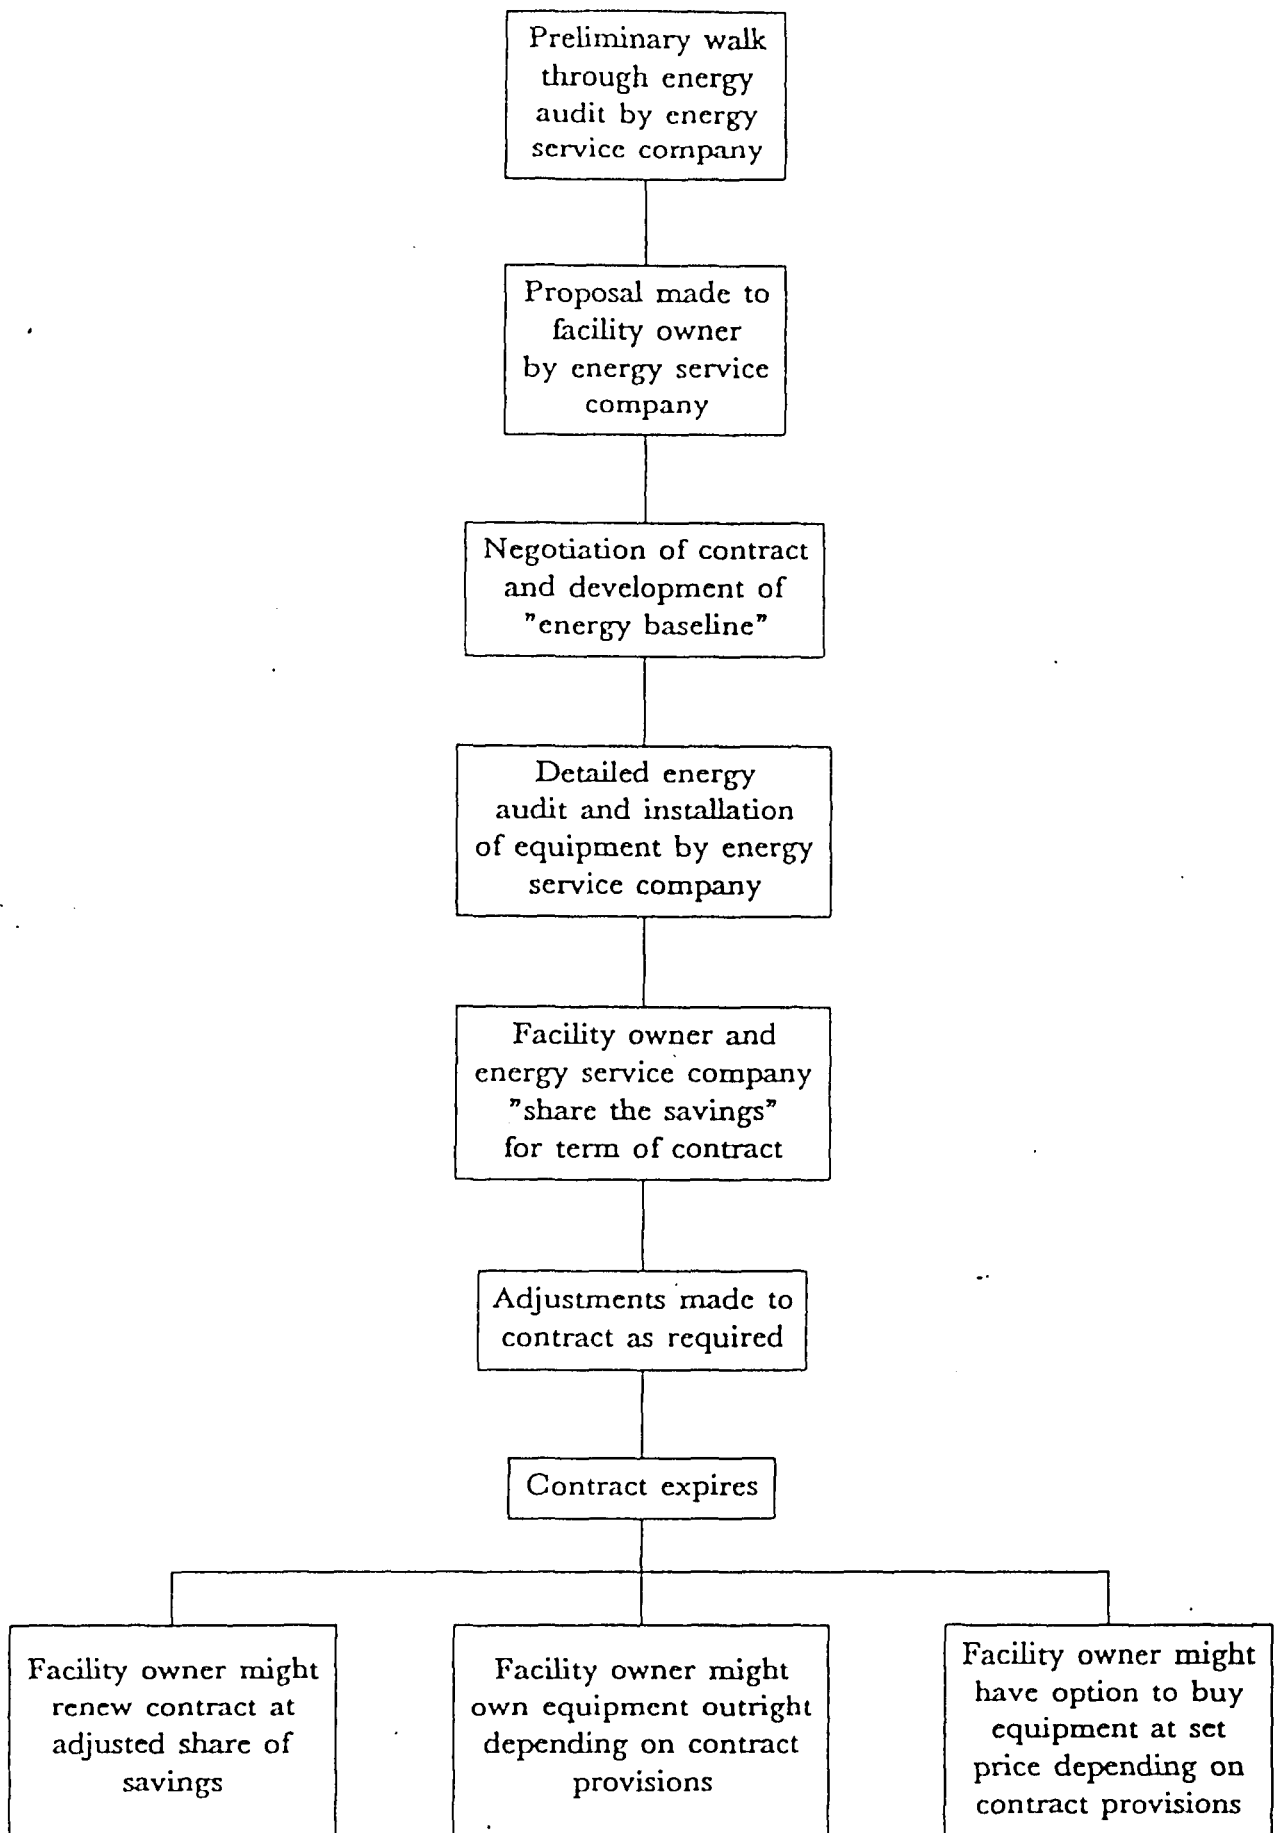 Preliminary walk
through energy
audit by energy
service company
Proposal made to
facility owner
by energy service
company
Negotiation of contract
and development of
"energy baseline"
Detailed energy
audit and installation
of equipment by energy
service company
Facility owner and
energy service company
"share the savings"
for term of contract
Adjustments made to
contract as required
Contract expires
Facility owner might
renew contract at
adjusted share of
savings
Facility owner might
own equipment outright
depending on contract
provisions
Facility owner might
have option to buy
equipment at set
price depending on
contract provisions